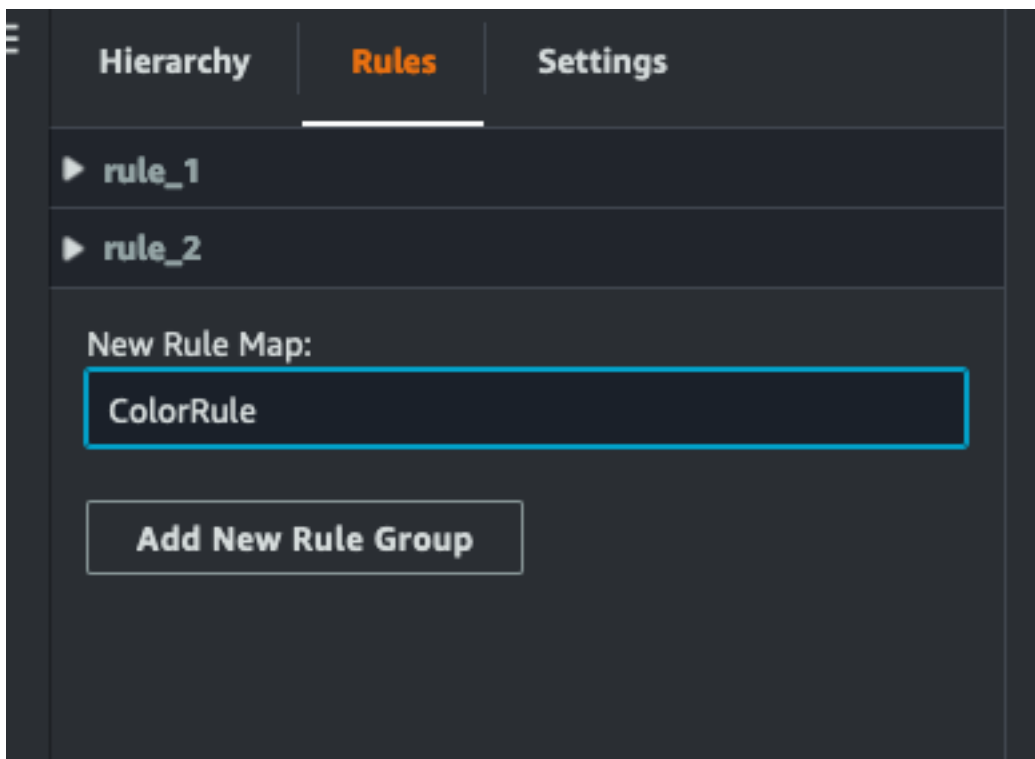 Hierarchy Rules Settings
rule_1
rule_2
New Rule Map:
ColorRule
Add New Rule Group